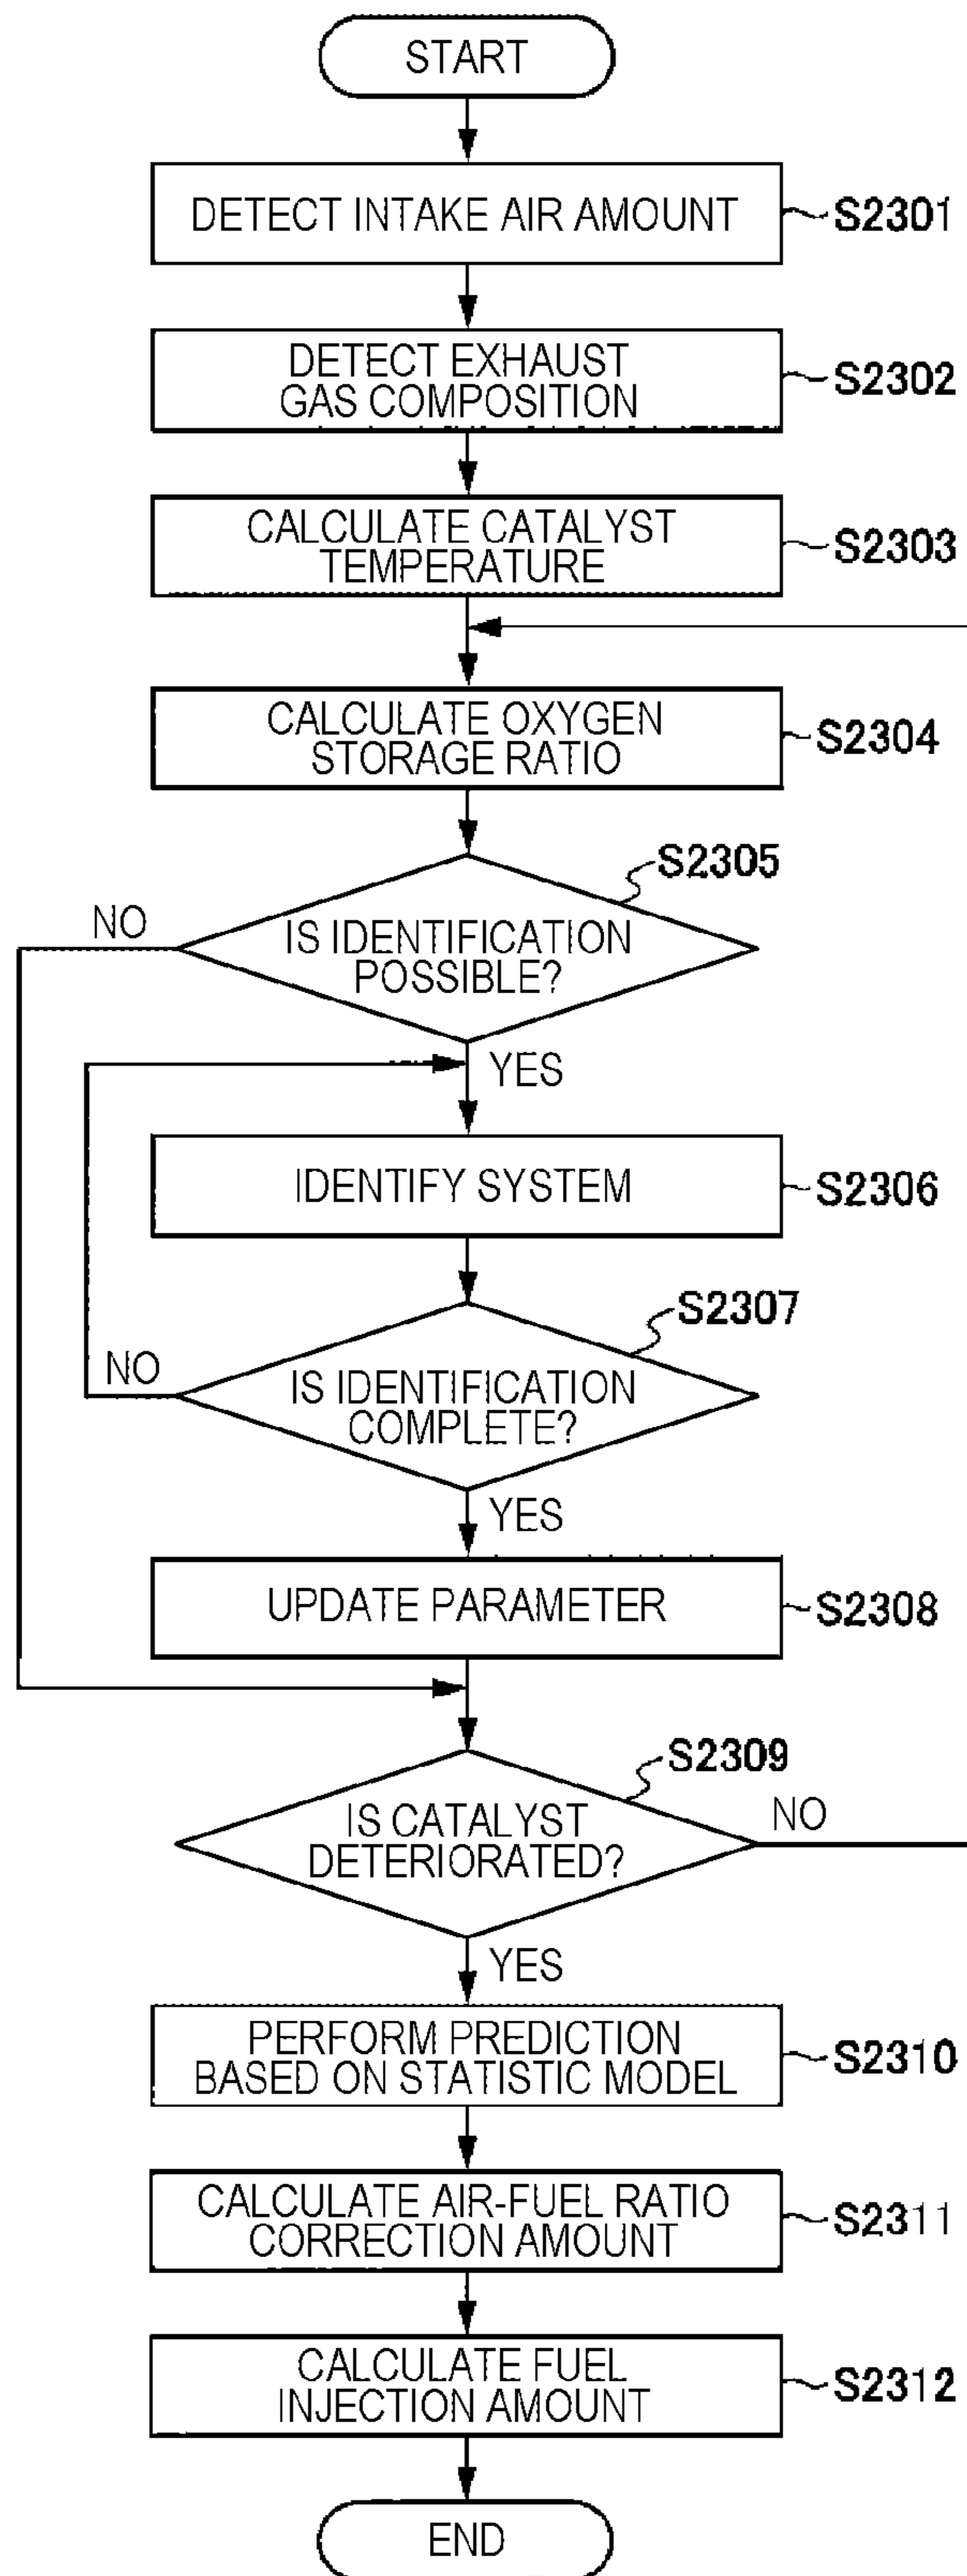 START
DETECT INTAKE AIR AMOUNT
S2301
DETECT EXHAUST
GAS COMPOSITION
S2302
CALCULATE CATALYST
TEMPERATURE
S2303
CALCULATE OXYGEN
STORAGE RATIO
S2304
S2305
NO
IS IDENTIFICATION
POSSIBLE?
YES
IDENTIFY SYSTEM
S2306
S2307
NO
IS IDENTIFICATION
COMPLETE?
YES
UPDATE PARAMETER
S2308
S2309
IS CATALYST
DETERIORATED?
NO
YES
PERFORM PREDICTION
BASED ON STATISTIC MODEL
S2310
CALCULATE AIR-FUEL RATIO
CORRECTION AMOUNT
S2311
CALCULATE FUEL
INJECTION AMOUNT
S2312
END